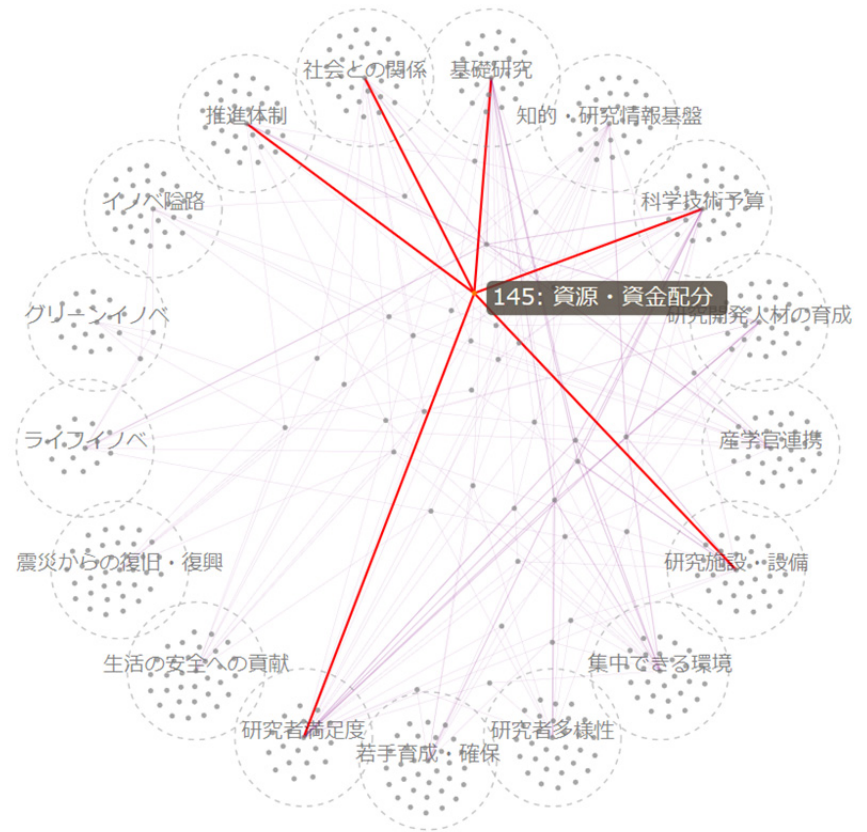 社会との関係
基礎研究
推進体制
知的・研究情報基盤
イノベ隘路
科学技術予算
145: 資源・資金配分
グリーンイノベ
研究開発人材の育成
ライフイノベ
産学官連携
震災からの復旧・復興
研究施設・設備
生活の安全への貢献
集中できる環境
研究者満足度
研究者多様性
若手育成・確保